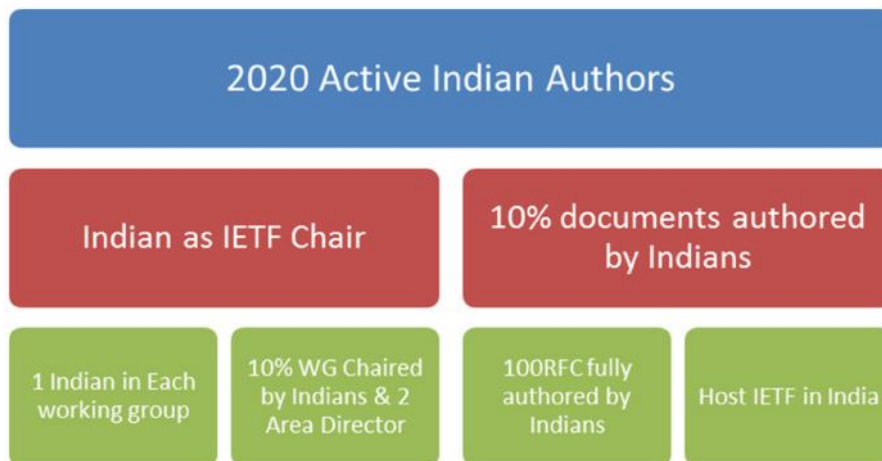 2020 Active Indian Authors
Indian as IETF Chair
10% documents authored
by Indians
1 Indian in Each
working group
10% WG Chaired
by Indians & 2
Area Director
100RFC fully
authored by
Indians
Host IETF in India